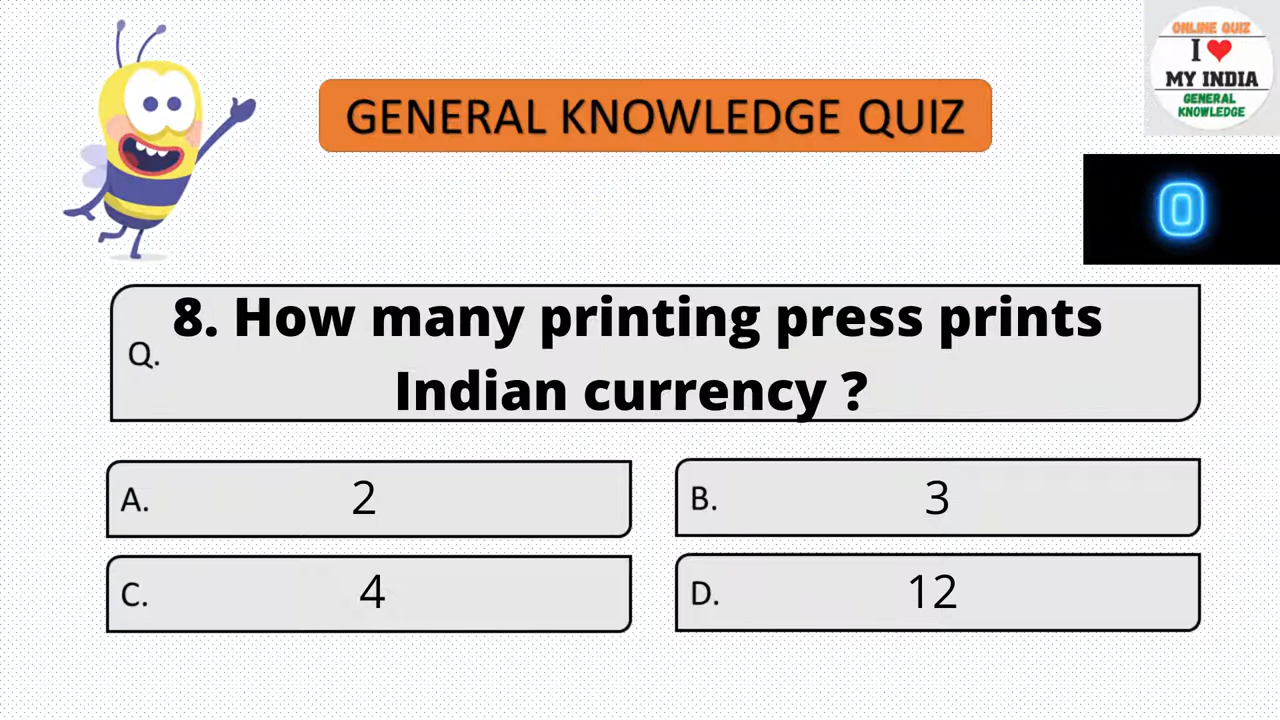 ONLINE QUIZ
I ❤
MY INDIA
GENERAL
KNOWLEDGE
GENERAL KNOWLEDGE QUIZ
0
Q. 8. How many printing press prints
Indian currency ?
A. 2
B. 3
C. 4
D. 12